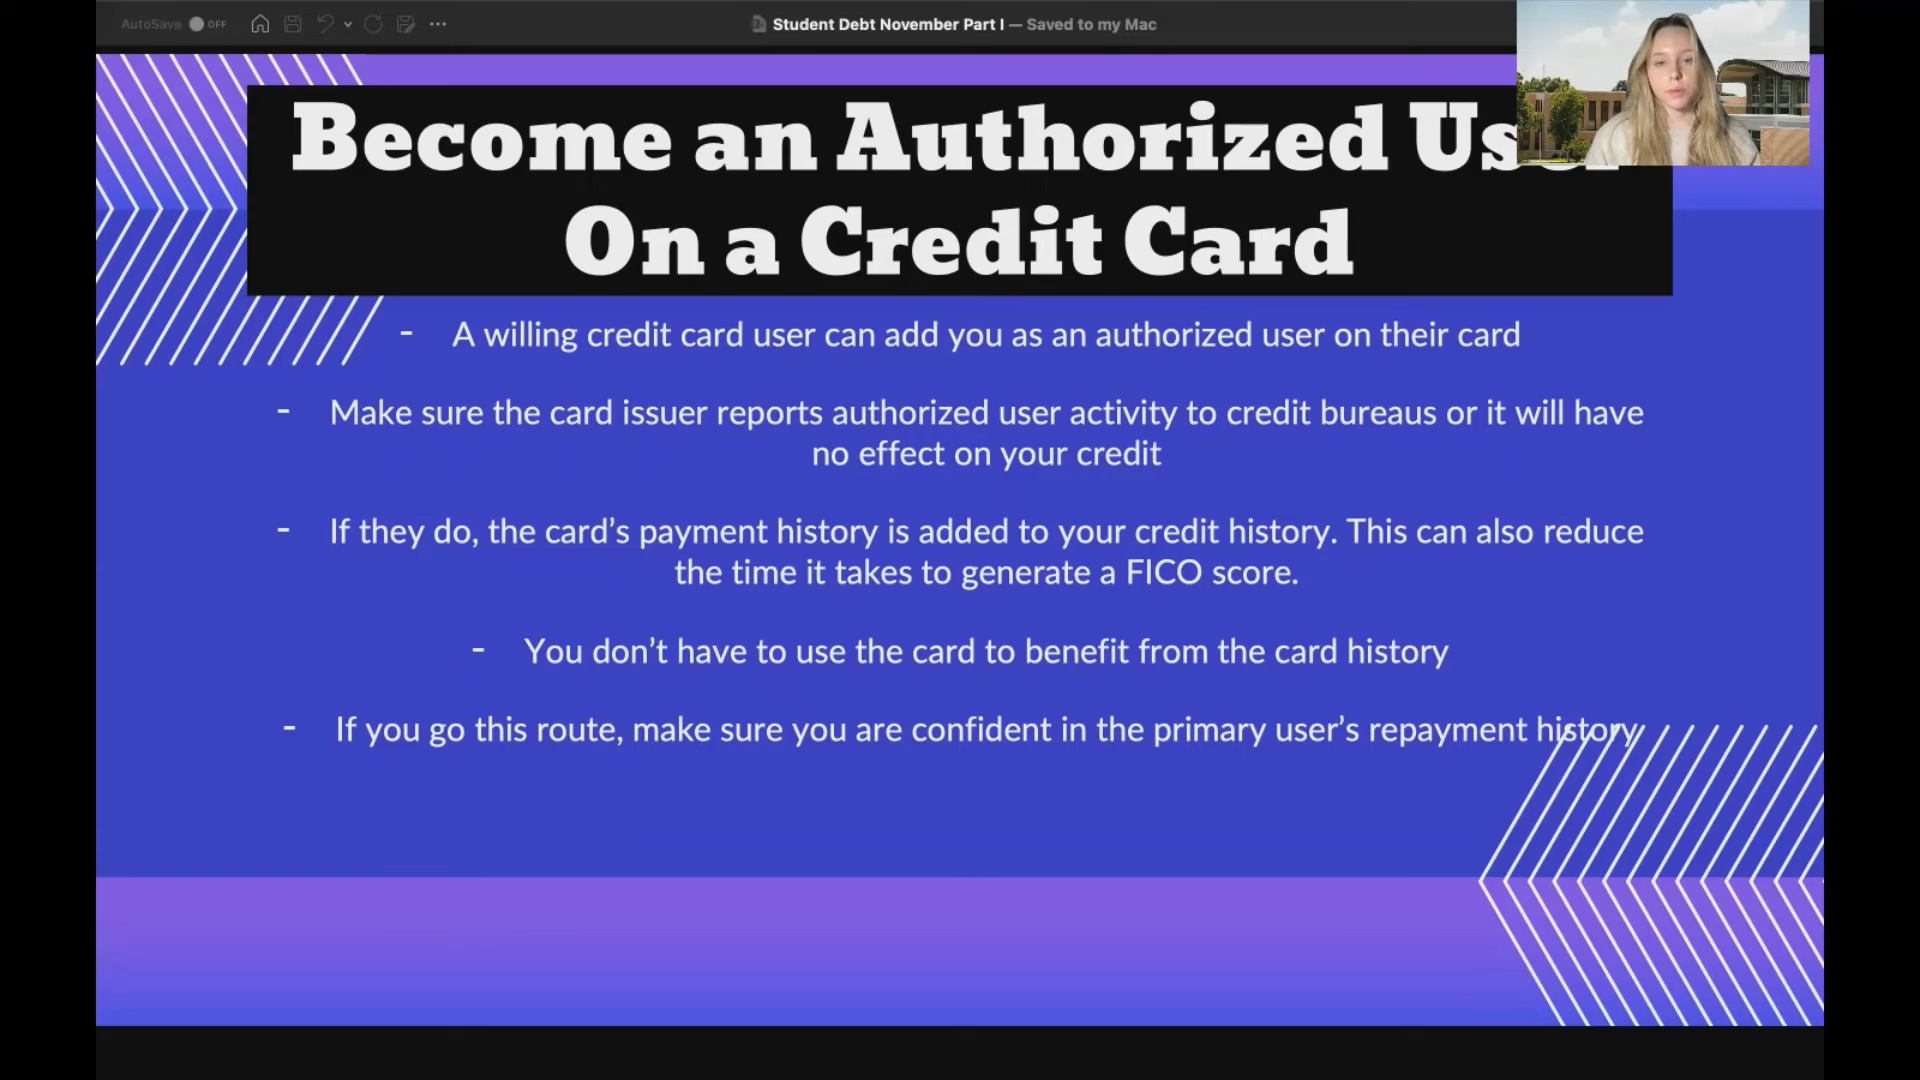 AutoSave OFF
Student Debt November Part I — Saved to my Mac
Become an Authorized
On a Credit Card
- A willing credit card user can add you as an authorized user on their card
- Make sure the card issuer reports authorized user activity to credit bureaus or it will have
no effect on your credit
- If they do, the card’s payment history is added to your credit history. This can also reduce
the time it takes to generate a FICO score.
- You don’t have to use the card to benefit from the card history
- If you go this route, make sure you are confident in the primary user’s repayment history